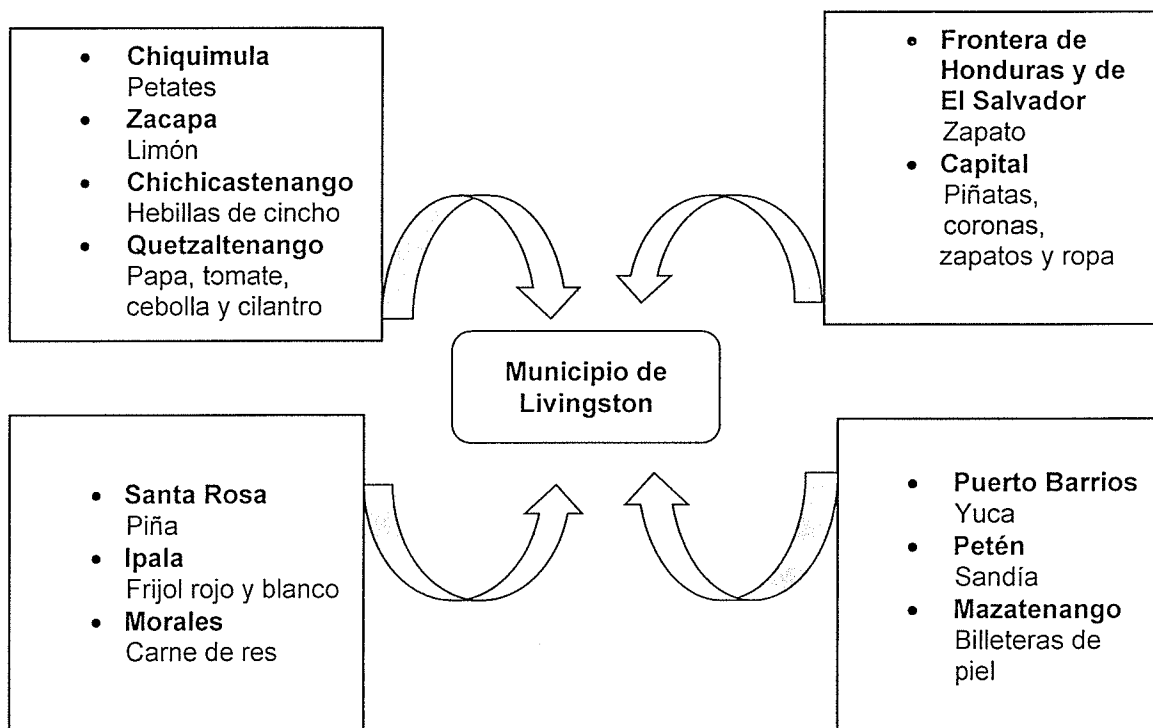 • Chiquimula
Petates
• Zacapa
Limón
• Chichicastenango
Hebillas de cincho
• Quetzaltenango
Papa, tomate,
cebolla y cilantro
• Frontera de
Honduras y de
El Salvador
Zapato
• Capital
Piñatas,
coronas,
zapatos y ropa
Municipio de
Livingston
• Santa Rosa
Piña
• Ipala
Frijol rojo y blanco
• Morales
Carne de res
• Puerto Barrios
Yuca
• Petén
Sandía
• Mazatenango
Billeteras de
piel